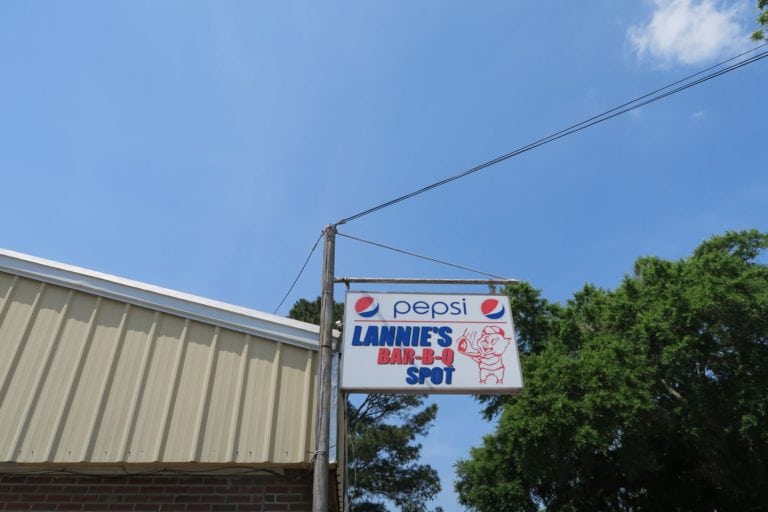 pepsi
LANNIE'S
BAR-B-Q
SPOT